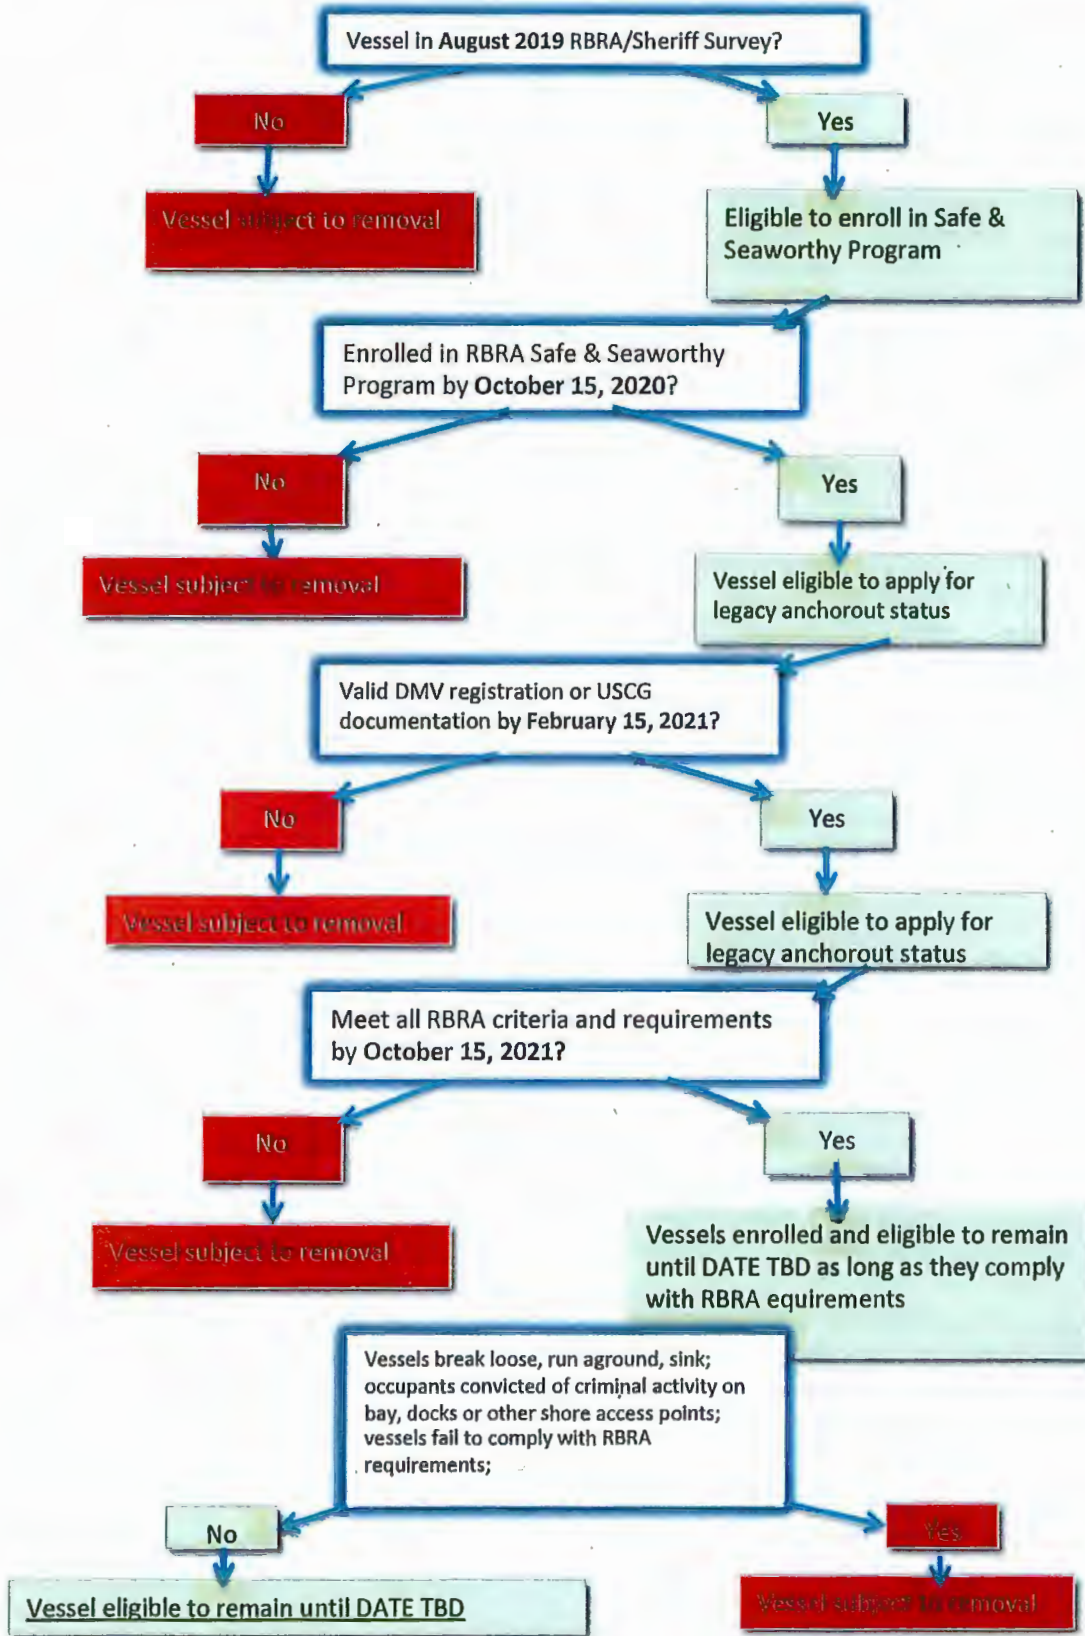 Vessel in August 2019 RBRA/Sheriff Survey?
No
Yes
Vessel subject to removal
Eligible to enroll in Safe &
Seaworthy Program
Enrolled in RBRA Safe & Seaworthy
Program by October 15, 2020?
No
Yes
Vessel subject to removal
Vessel eligible to apply for
legacy anchorout status
Valid DMV registration or USCG
documentation by February 15, 2021?
No
Yes
Vessel subject to removal
Vessel eligible to apply for
legacy anchorout status
Meet all RBRA criteria and requirements
by October 15, 2021?
No
Yes
Vessel subject to removal
Vessels enrolled and eligible to remain
until DATE TBD as long as they comply
with RBRA equirements
Vessels break loose, run aground, sink;
occupants convicted of criminal activity on
bay, docks or other shore access points;
vessels fail to comply with RBRA
requirements;
No
Yes
Vessel eligible to remain until DATE TBD
Vessel subject to removal